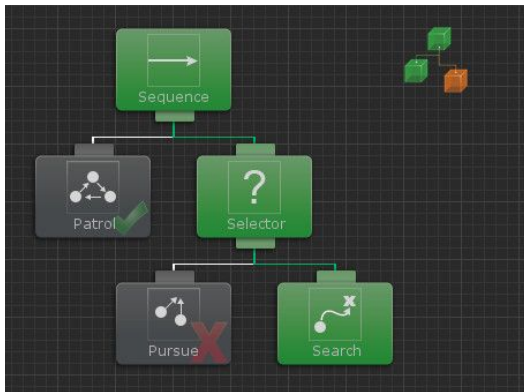 Sequence
Patrol
?
Selector
Pursue
X
Search